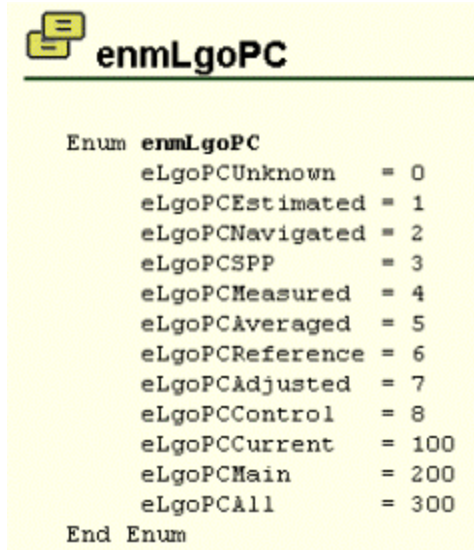 enmLgoPC
Enum enmLgoPC
eLgoPCUnknown = 0
eLgoPCEstimated = 1
eLgoPCNavigated = 2
eLgoPCSPP = 3
eLgoPCMeasured = 4
eLgoPCAveraged = 5
eLgoPCReference = 6
eLgoPCAdjusted = 7
eLgoPCControl = 8
eLgoPCCurrent = 100
eLgoPCMain = 200
eLgoPCAll = 300
End Enum